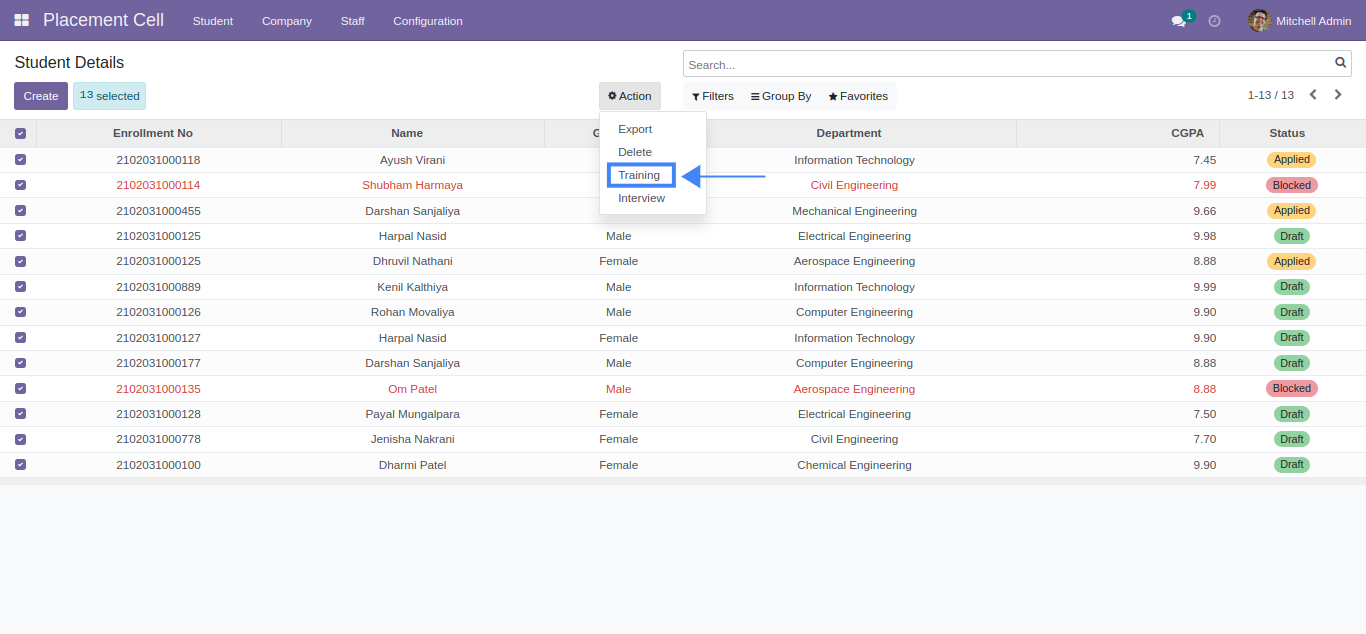 Placement Cell Student Company Staff Configuration 1 Mitchell Admin
Student Details
Search...
Create 13 selected Action Filters Group By Favorites 1-13 / 13
Export
Delete
Training
Interview
Enrollment No Name G Department CGPA Status
2102031000118 Ayush Virani Information Technology 7.45 Applied
2102031000114 Shubham Harmaya Civil Engineering 7.99 Blocked
2102031000455 Darshan Sanjaliya Mechanical Engineering 9.66 Applied
2102031000125 Harpal Nasid Male Electrical Engineering 9.98 Draft
2102031000125 Dhruvil Nathani Female Aerospace Engineering 8.88 Applied
2102031000889 Kenil Kalthiya Male Information Technology 9.99 Draft
2102031000126 Rohan Movaliya Male Computer Engineering 9.90 Draft
2102031000127 Harpal Nasid Female Information Technology 9.90 Draft
2102031000177 Darshan Sanjaliya Male Computer Engineering 8.88 Draft
2102031000135 Om Patel Male Aerospace Engineering 8.88 Blocked
2102031000128 Payal Mungalpara Female Electrical Engineering 7.50 Draft
2102031000778 Jenisha Nakrani Female Civil Engineering 7.70 Draft
2102031000100 Dharmi Patel Female Chemical Engineering 9.90 Draft